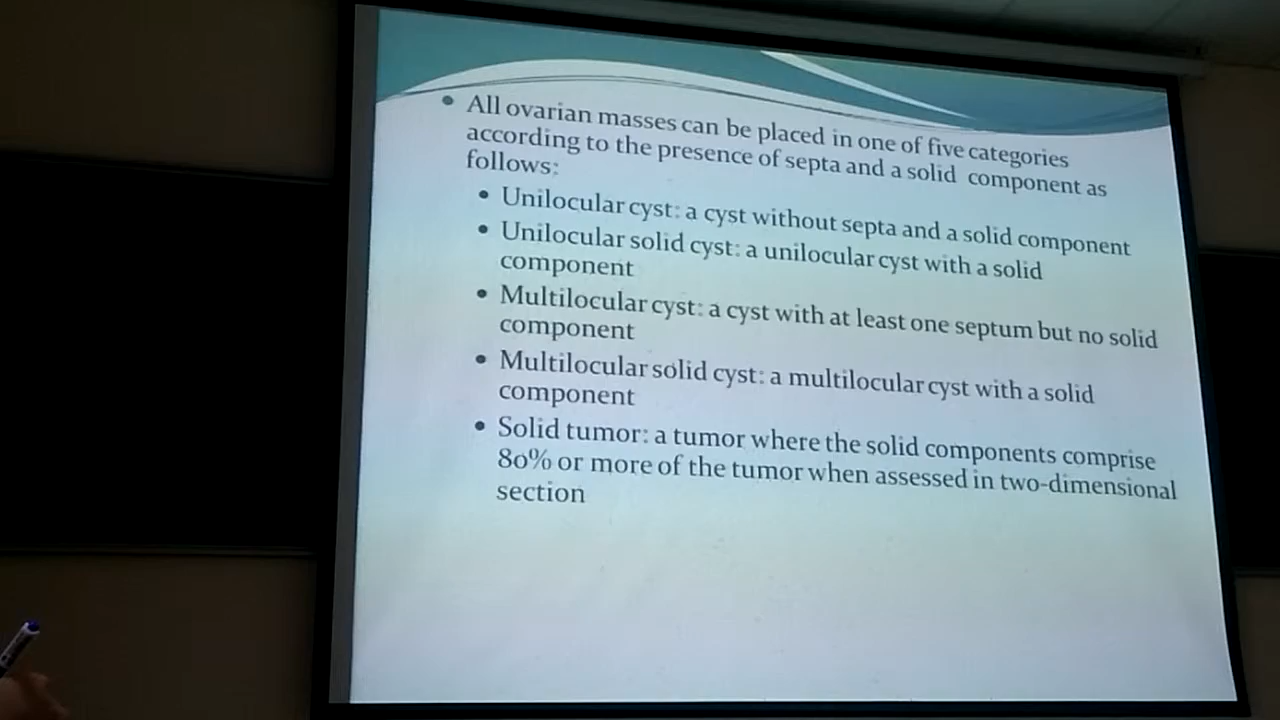 • All ovarian masses can be placed in one of five categories
according to the presence of septa and a solid component as
follows:
• Unilocular cyst: a cyst without septa and a solid component
• Unilocular solid cyst: a unilocular cyst with a solid
component
• Multilocular cyst: a cyst with at least one septum but no solid
component
• Multilocular solid cyst: a multilocular cyst with a solid
component
• Solid tumor: a tumor where the solid components comprise
80% or more of the tumor when assessed in two-dimensional
section